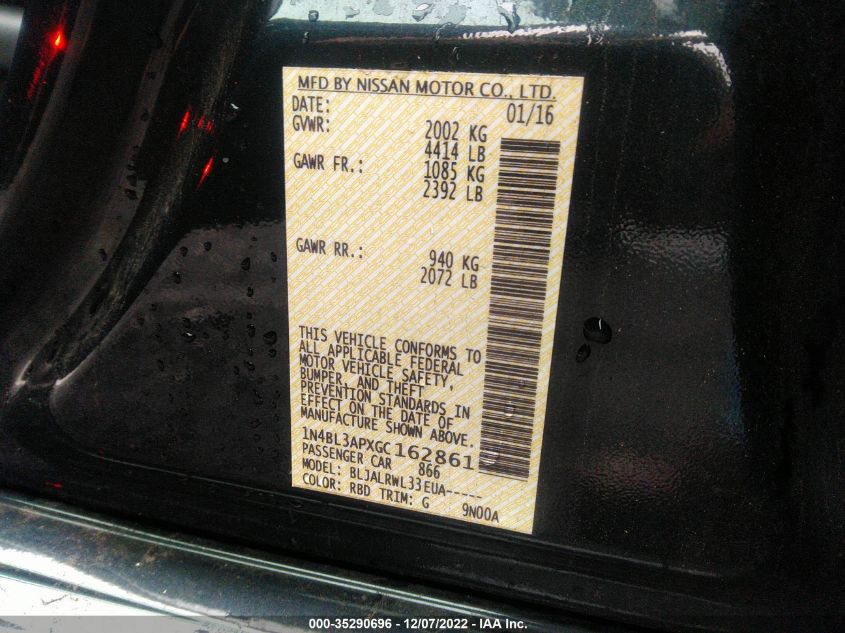 MFD BY NISSAN MOTOR CO., LTD.
DATE: 01/16
GVWR: 2002 KG
4414 LB
GAWR FR.: 1085 KG
2392 LB
GAWR RR.: 940 KG
2072 LB
THIS VEHICLE CONFORMS TO
ALL APPLICABLE FEDERAL
MOTOR VEHICLE SAFETY,
BUMPER, AND THEFT
PREVENTION STANDARDS IN
EFFECT ON THE DATE OF
MANUFACTURE SHOWN ABOVE.
1N4BL3APXGC162861
PASSENGER CAR 866
MODEL: BLJALRWL33EUA-----
COLOR: RBD TRIM: G 9N00A
000-35290696 - 12/07/2022 - IAA Inc.